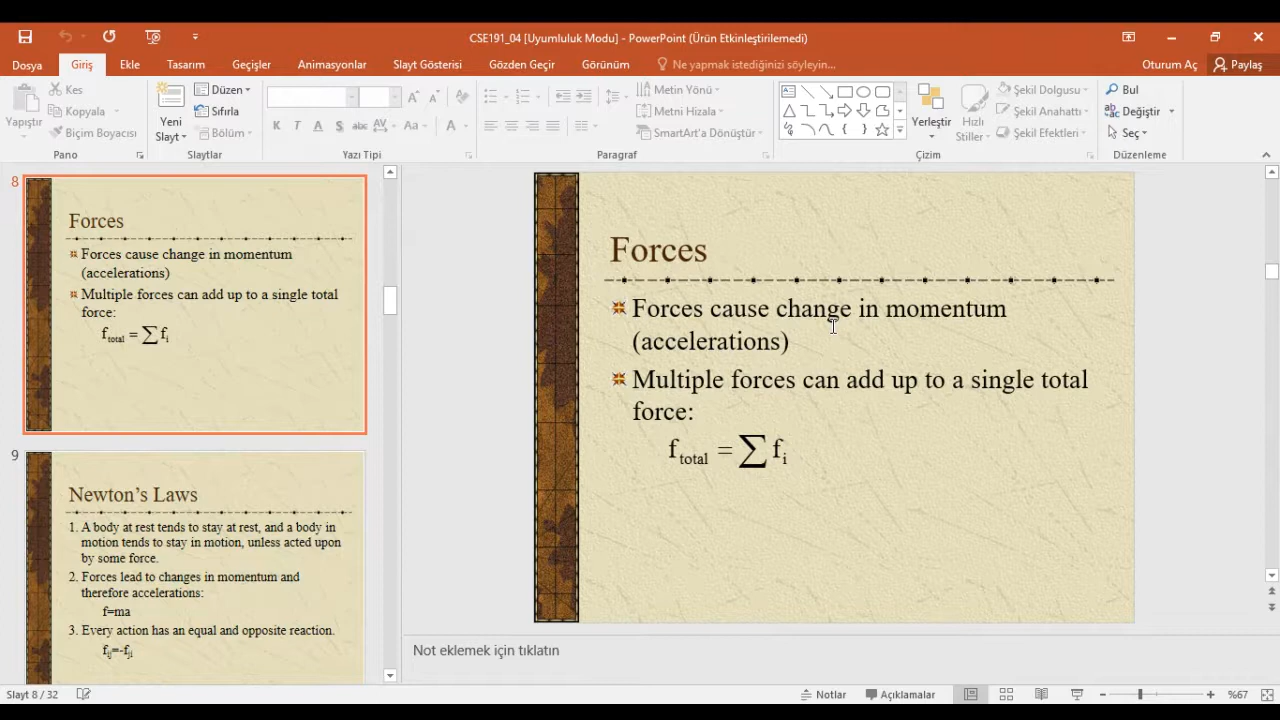 CSE191_04 [Uyumluluk Modu] - PowerPoint (Ürün Etkinleştirilemedi)
Dosya Giriş Ekle Tasarım Geçişler Animasyonlar Slayt Gösterisi Gözden Geçir Görünüm Ne yapmak istediğinizi söyleyin... Oturum Aç Paylaş
Yapıştır
Kes
Kopyala
Biçim Boyacısı
Pano
Yeni
Slayt
Düzen
Sıfırla
Bölüm
Slaytlar
K T A S abc AV Aa A
Yazı Tipi
Metin Yönü
Metni Hizala
SmartArt'a Dönüştür
Paragraf
Yerleştir
Hızlı
Stiller
Şekil Dolgusu
Şekil Anahattı
Şekil Efektleri
Çizim
Bul
Değiştir
Seç
Düzenleme
8
Forces
Forces cause change in momentum
(accelerations)
Multiple forces can add up to a single total
force:
f total = ∑ f i
9
Newton's Laws
1. A body at rest tends to stay at rest, and a body in
motion tends to stay in motion, unless acted upon
by some force.
2. Forces lead to changes in momentum and
therefore accelerations:
f=ma
3. Every action has an equal and opposite reaction.
fij=-fji
Forces
Forces cause change in momentum
(accelerations)
Multiple forces can add up to a single total
force:
f total = ∑ f i
Not eklemek için tıklatın
Slayt 8 / 32 Notlar Açıklamalar %67